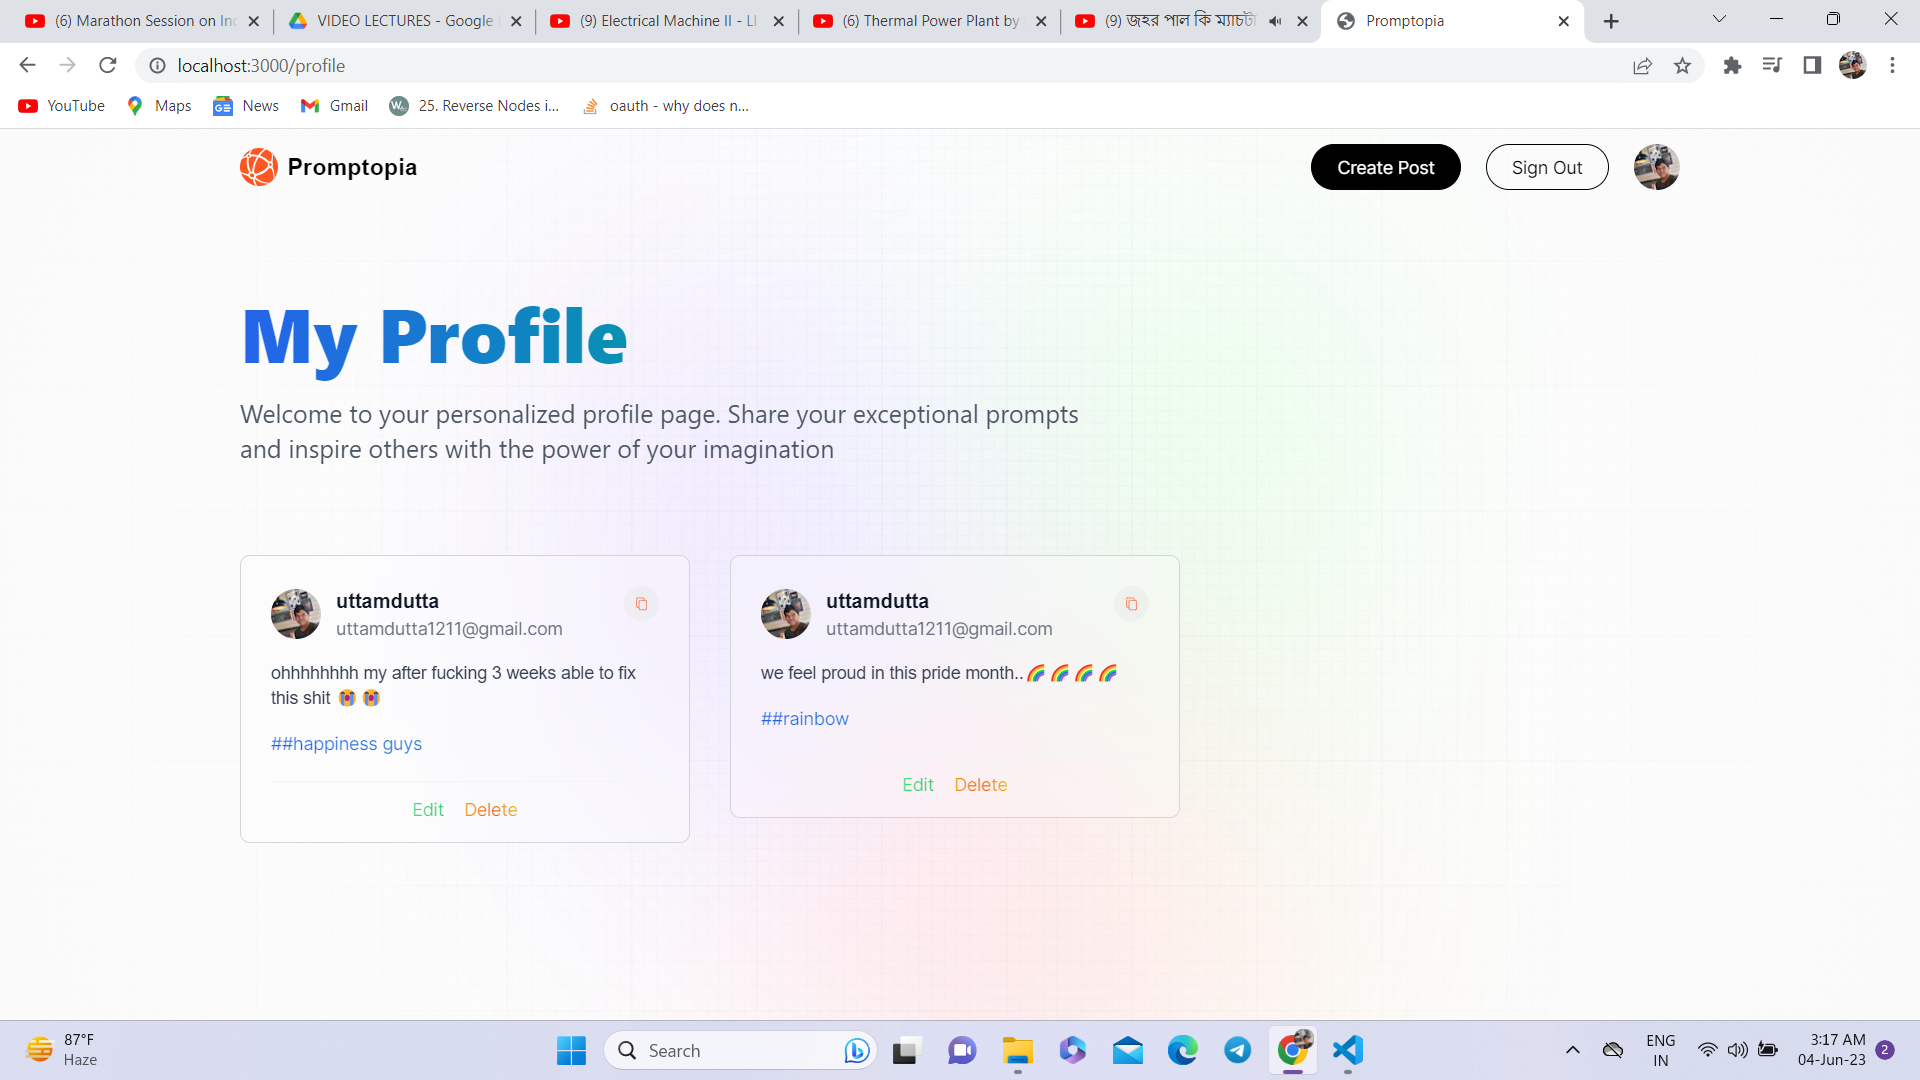 (6) Marathon Session on Ind
VIDEO LECTURES - Google
(9) Electrical Machine II - L
(6) Thermal Power Plant by
(9) জহর পাল কি ম্যাচটা
Promptopia
localhost:3000/profile
YouTube
Maps
News
Gmail
25. Reverse Nodes i...
oauth - why does n...
Promptopia
Create Post
Sign Out
My Profile
Welcome to your personalized profile page. Share your exceptional prompts
and inspire others with the power of your imagination
uttamdutta
uttamdutta1211@gmail.com
ohhhhhhhh my after fucking 3 weeks able to fix
this shit 😭 😭
##happiness guys
Edit Delete
uttamdutta
uttamdutta1211@gmail.com
we feel proud in this pride month..🌈 🌈 🌈 🌈
##rainbow
Edit Delete
87°F
Haze
Search
ENG
IN
3:17 AM
04-Jun-23
2